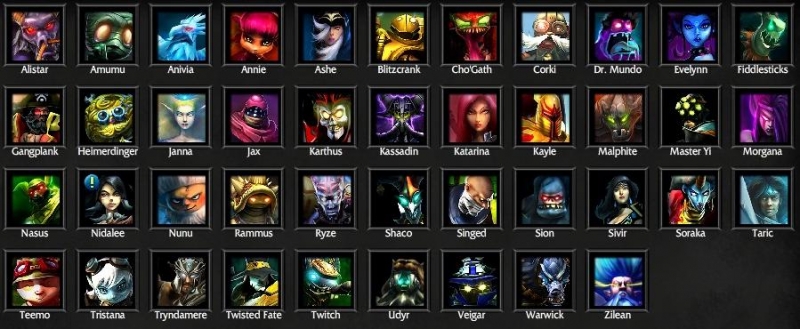 Alistar Amumu Anivia Annie Ashe Blitzcrank Cho'Gath Corki Dr. Mundo Evelynn Fiddlesticks
Gangplank Heimerdinger Janna Jax Karthus Kassadin Katarina Kayle Malphite Master Yi Morgana
!
Nasus Nidalee Nunu Rammus Ryze Shaco Singed Sion Sivir Soraka Taric
Teemo Tristana Tryndamere Twisted Fate Twitch Udyr Veigar Warwick Zilean